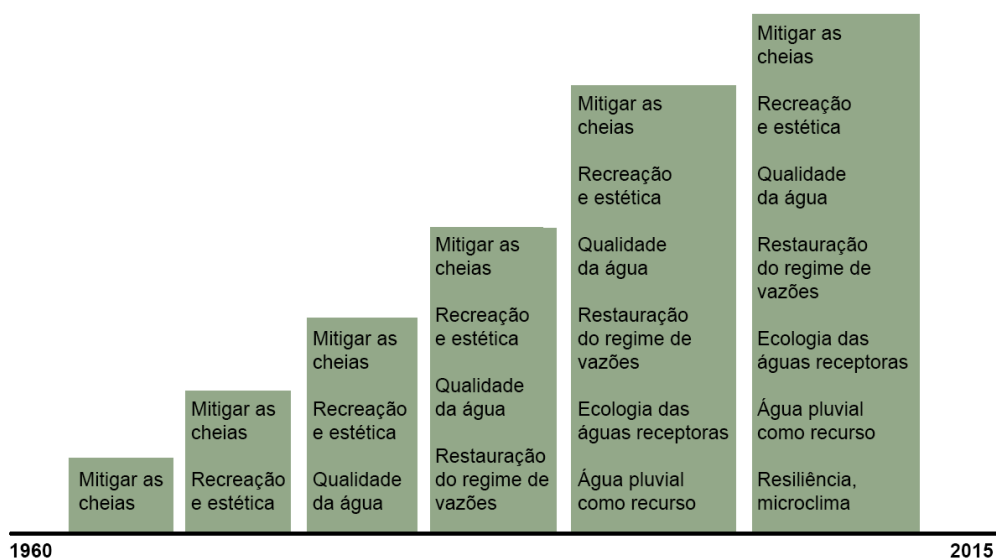 Mitigar as
cheias
Mitigar as
cheias
Recreação
e estética
Mitigar as
cheias
Recreação
e estética
Qualidade
da água
Mitigar as
cheias
Recreação
e estética
Qualidade
da água
Restauração
do regime de
vazões
Mitigar as
cheias
Recreação
e estética
Qualidade
da água
Restauração
do regime de
vazões
Ecologia das
águas receptoras
Água pluvial
como recurso
Mitigar as
cheias
Recreação
e estética
Qualidade
da água
Restauração
do regime de
vazões
Ecologia das
águas receptoras
Água pluvial
como recurso
Resiliência,
microclima
1960
2015